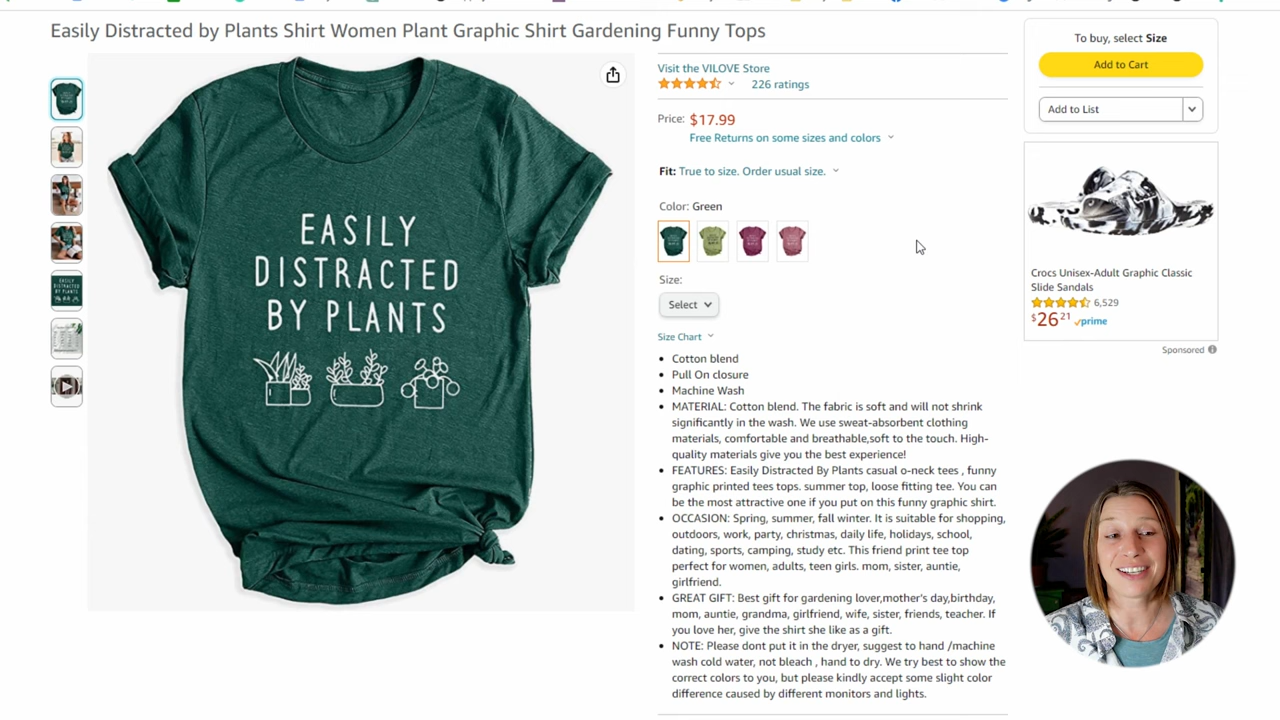 Easily Distracted by Plants Shirt Women Plant Graphic Shirt Gardening Funny Tops
EASILY
DISTRACTED
BY PLANTS
Visit the VILOVE Store
226 ratings
Price: $17.99
Free Returns on some sizes and colors
Fit: True to size. Order usual size.
Color: Green
Size:
Select
Size Chart
Cotton blend
Pull On closure
Machine Wash
MATERIAL: Cotton blend. The fabric is soft and will not shrink
significantly in the wash. We use sweat-absorbent clothing
materials, comfortable and breathable,soft to the touch. High-
quality materials give you the best experience!
FEATURES: Easily Distracted By Plants casual o-neck tees , funny
graphic printed tees tops. summer top, loose fitting tee. You can
be the most attractive one if you put on this funny graphic shirt.
OCCASION: Spring, summer, fall winter. It is suitable for shopping,
outdoors, work, party, christmas, daily life, holidays, school,
dating, sports, camping, study etc. This friend print tee top
perfect for women, adults, teen girls. mom, sister, auntie,
girlfriend.
GREAT GIFT: Best gift for gardening lover,mother's day,birthday,
mom, auntie, grandma, girlfriend, wife, sister, friends, teacher. If
you love her, give the shirt she like as a gift.
NOTE: Please dont put it in the dryer, suggest to hand /machine
wash cold water, not bleach , hand to dry. We try best to show the
correct colors to you, but please kindly accept some slight color
difference caused by different monitors and lights.
To buy, select Size
Add to Cart
Add to List
Crocs Unisex-Adult Graphic Classic
Slide Sandals
6,529
$26 21 prime
Sponsored